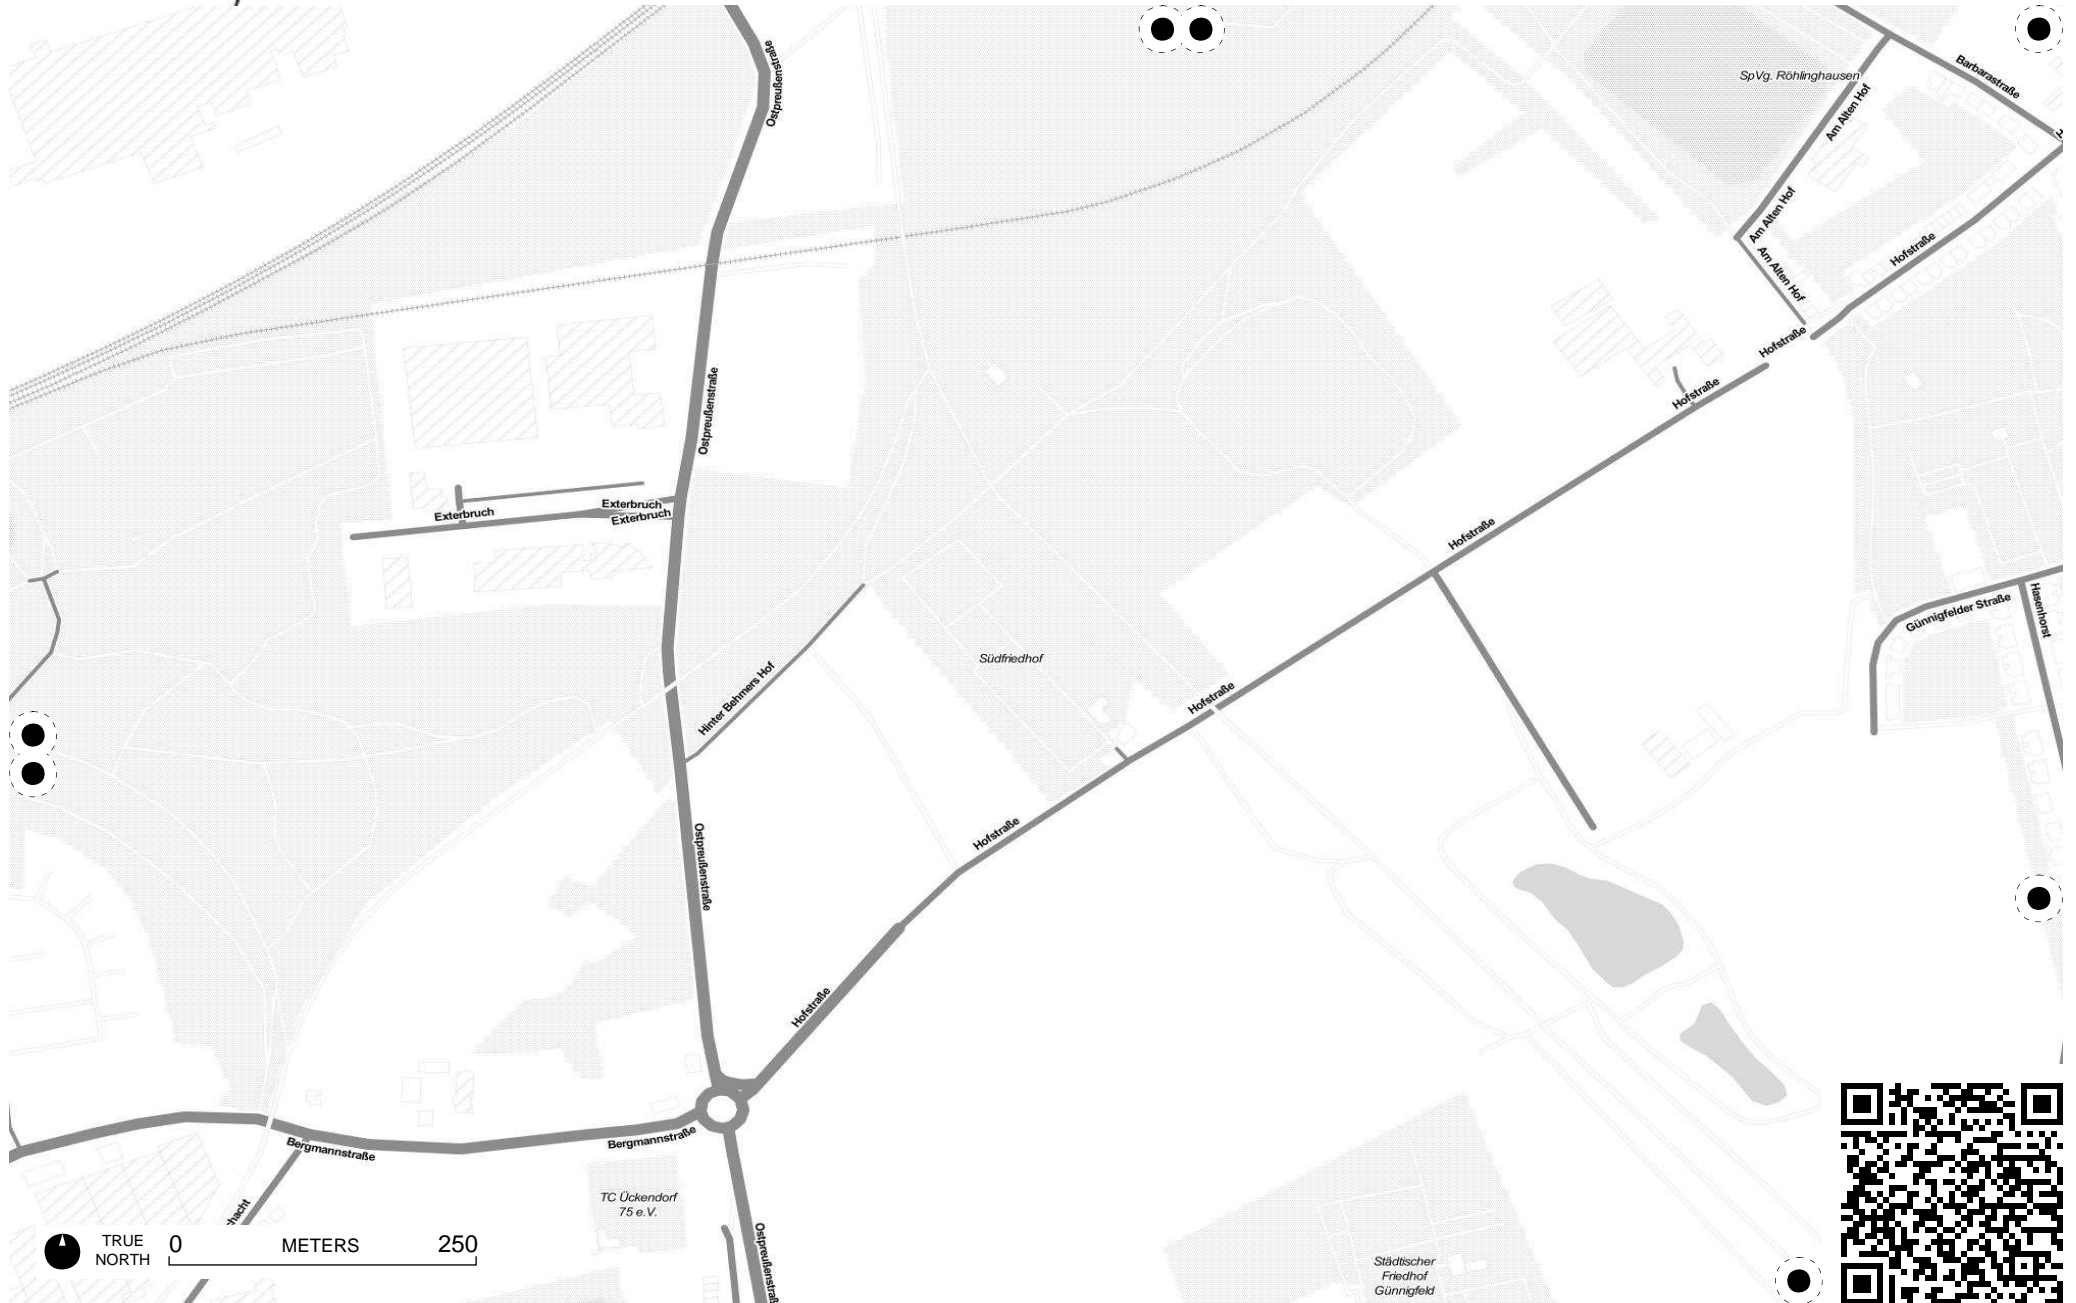 Ostpreußenstraße
SpVg. Röhlinghausen
Barbarastraße
Am Alten Hof
Am Alten Hof
Am Alten Hof
Hofstraße
Hofstraße
Hofstraße
Ostpreußenstraße
Exterbruch
Exterbruch
Exterbruch
Hofstraße
Günnigfelder Straße
Hasenhorst
Südfriedhof
Hinter Behmers Hof
Hofstraße
Hofstraße
Ostpreußenstraße
Hofstraße
Bergmannstraße
Bergmannstraße
TC Ückendorf
75 e.V.
TRUE
NORTH
0 METERS 250
Städtischer
Friedhof
Günnigfeld